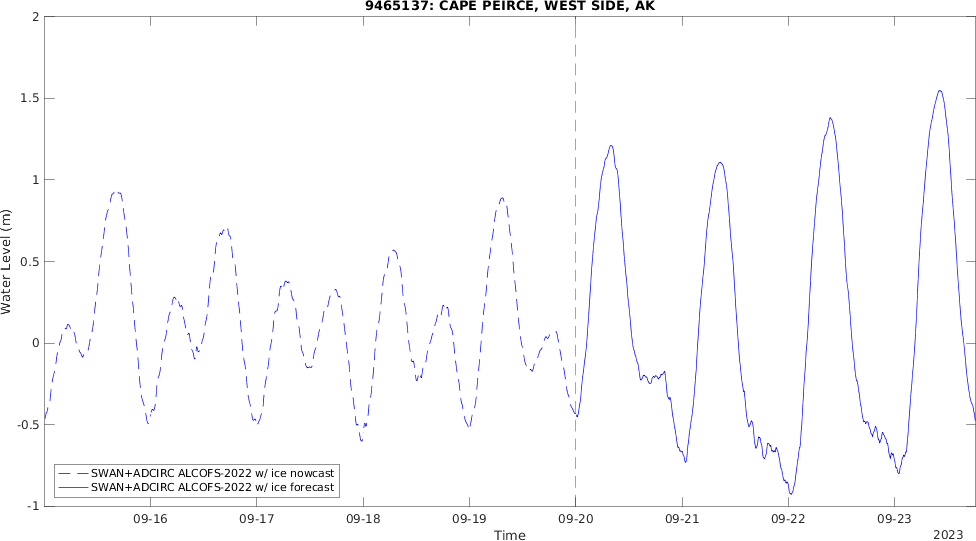 9465137: CAPE PEIRCE, WEST SIDE, AK
2
1.5
1
0.5
0
-0.5
-1
Water Level (m)
SWAN+ADCIRC ALCOFS-2022 w/ ice nowcast
SWAN+ADCIRC ALCOFS-2022 w/ ice forecast
09-16 09-17 09-18 09-19 09-20 09-21 09-22 09-23
Time
2023